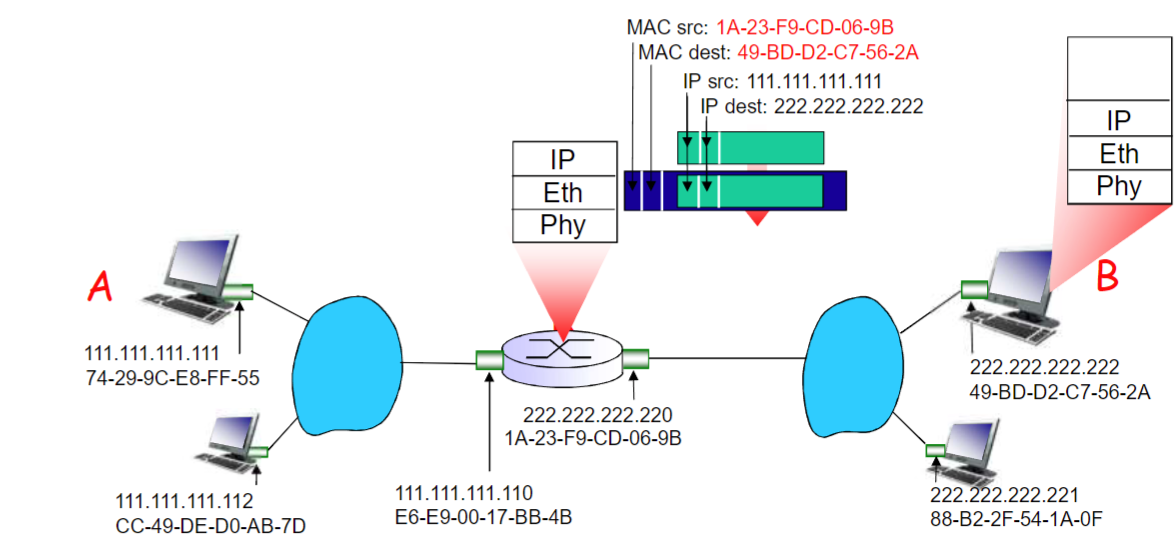 MAC src: 1A-23-F9-CD-06-9B
MAC dest: 49-BD-D2-C7-56-2A
IP src: 111.111.111.111
IP dest: 222.222.222.222
IP
Eth
Phy
IP
Eth
Phy
A
B
111.111.111.111
74-29-9C-E8-FF-55
222.222.222.222
49-BD-D2-C7-56-2A
222.222.222.220
1A-23-F9-CD-06-9B
111.111.111.112
CC-49-DE-D0-AB-7D
111.111.111.110
E6-E9-00-17-BB-4B
222.222.222.221
88-B2-2F-54-1A-0F